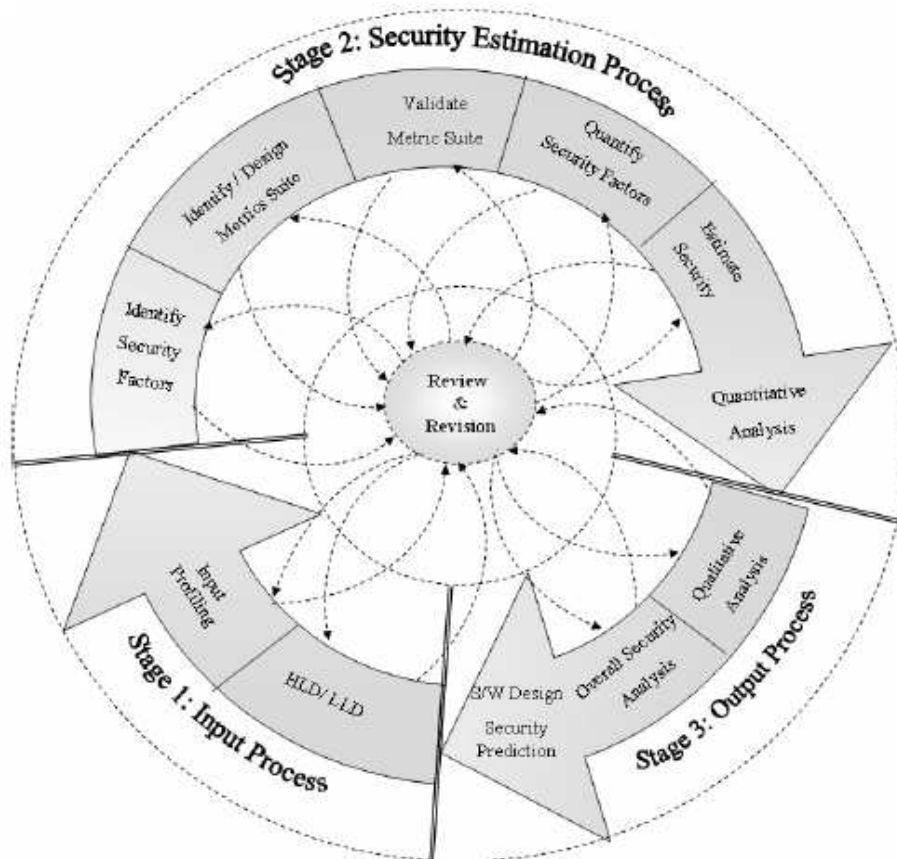 Stage 2: Security Estimation Process
Validate
Metric Suite
Identify/ Design
Metrics Suite
Quantify
Security Factors
Estimate
Security
Identify
Security
Factors
Quantitative
Analysis
Review
&
Revision
Input
Profiling
HLD/ LLD
Stage 1: Input Process
Qualitative
Analysis
Overall Security
Analysis
S/W Design
Security
Prediction
Stage 3: Output Process